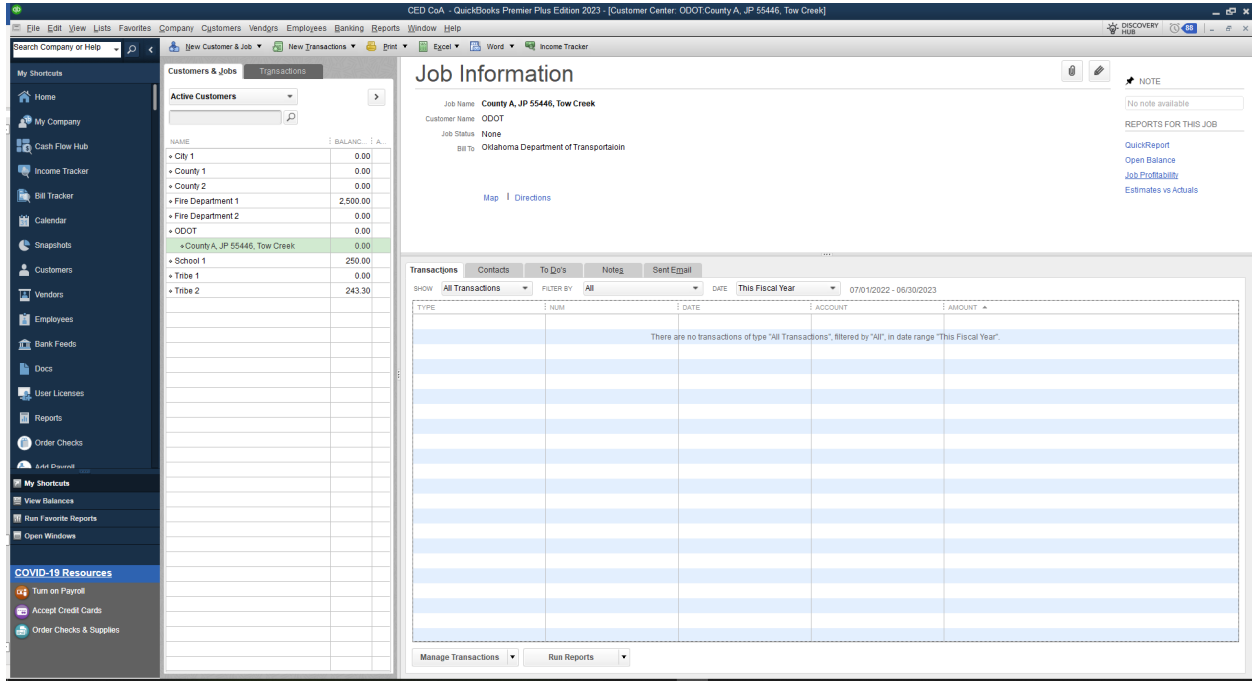 CED CoA - QuickBooks Premier Plus Edition 2023 - [Customer Center: ODOT:County A, JP 55446, Tow Creek]
File Edit View Lists Favorites Company Customers Vendors Employees Banking Reports Window Help
DISCOVERY HUB 88
Search Company or Help
New Customer & Job New Transactions Print Excel Word Income Tracker
My Shortcuts
Home
My Company
Cash Flow Hub
Income Tracker
Bill Tracker
Calendar
Snapshots
Customers
Vendors
Employees
Bank Feeds
Docs
User Licenses
Reports
Order Checks
Add Payroll
My Shortcuts
View Balances
Run Favorite Reports
Open Windows
COVID-19 Resources
Turn on Payroll
Accept Credit Cards
Order Checks & Supplies
Customers & Jobs Transactions
Active Customers
NAME BALANC... A...
City 1 0.00
County 1 0.00
County 2 0.00
Fire Department 1 2,500.00
Fire Department 2 0.00
ODOT 0.00
County A, JP 55446, Tow Creek 0.00
School 1 250.00
Tribe 1 0.00
Tribe 2 243.30
Job Information
Job Name County A, JP 55446, Tow Creek
Customer Name ODOT
Job Status None
Bill To Oklahoma Department of Transportaioin
Map | Directions
NOTE
No note available
REPORTS FOR THIS JOB
QuickReport
Open Balance
Job Profitability
Estimates vs Actuals
Transactions Contacts To Do's Notes Sent Email
SHOW All Transactions FILTER BY All DATE This Fiscal Year 07/01/2022 - 06/30/2023
TYPE NUM DATE ACCOUNT AMOUNT
There are no transactions of type "All Transactions", filtered by "All", in date range "This Fiscal Year".
Manage Transactions Run Reports